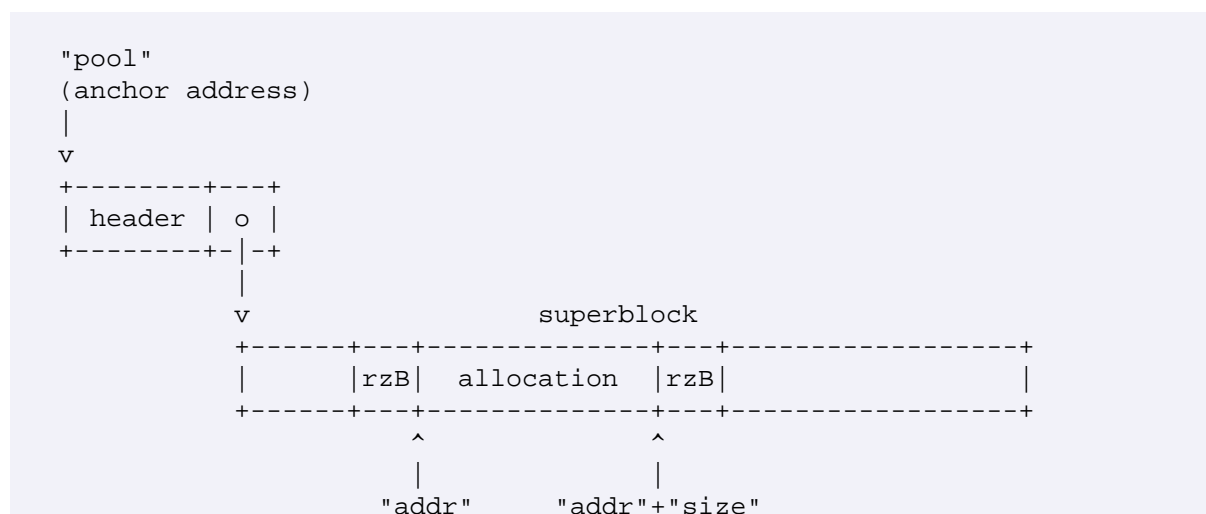 "pool"
(anchor address)
|
v
+--------+---+
| header | o |
+--------+-|-+
           |
           v                  superblock
           +------+---+--------------+---+------------------+
           |      |rzB|  allocation  |rzB|                  |
           +------+---+--------------+---+------------------+
                      ^              ^
                      |              |
                    "addr"     "addr"+"size"